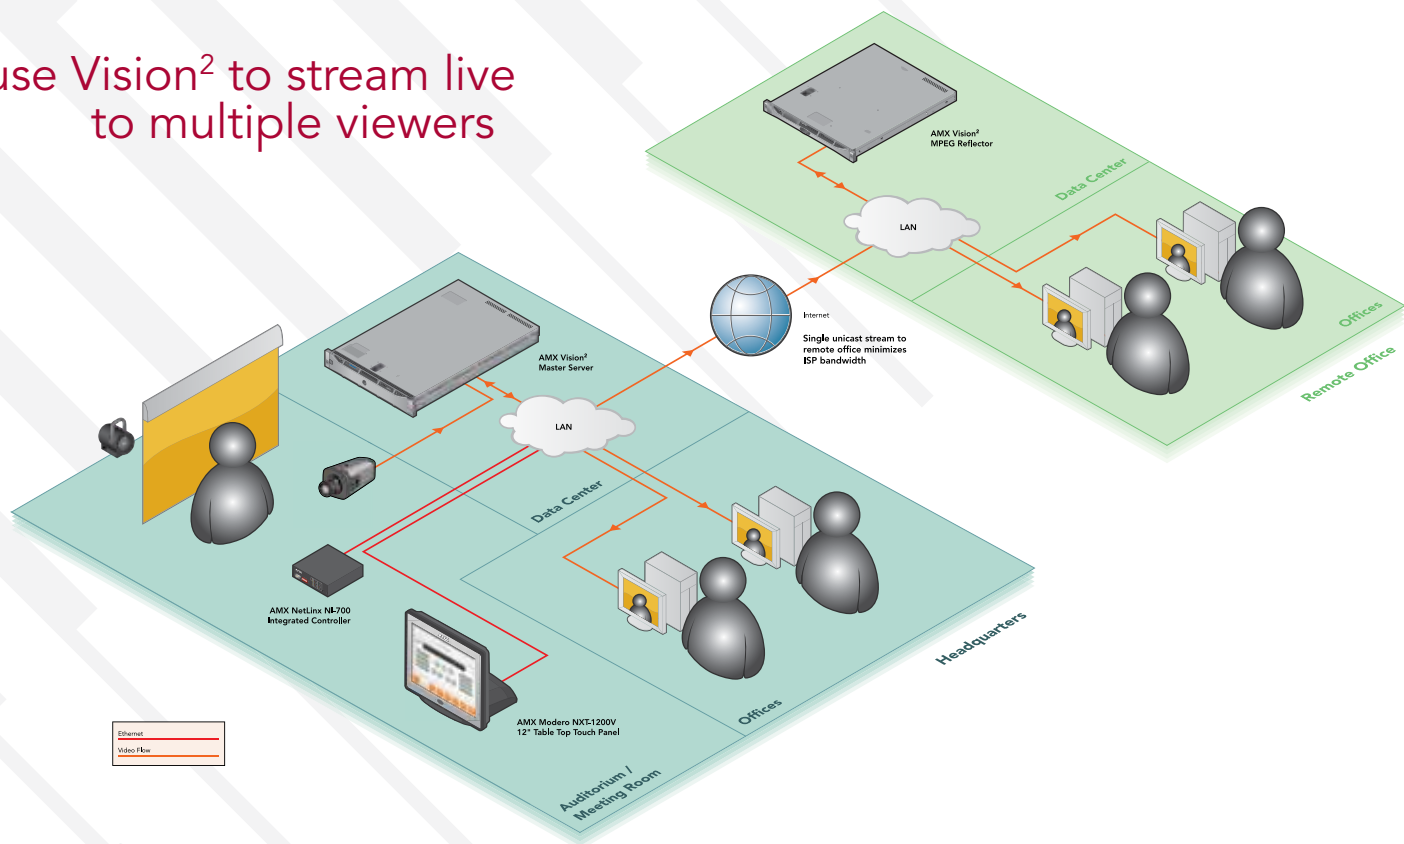 use Vision² to stream live
to multiple viewers
AMX Vision²
MPEG Reflector
Data Center
LAN
Offices
Remote Office
Internet
Single unicast stream to
remote office minimizes
ISP bandwidth
AMX Vision²
Master Server
LAN
Data Center
AMX NetLinx NI-700
Integrated Controller
Headquarters
Offices
AMX Modero NXT-1200V
12" Table Top Touch Panel
Auditorium /
Meeting Room
Ethernet
Video Flow